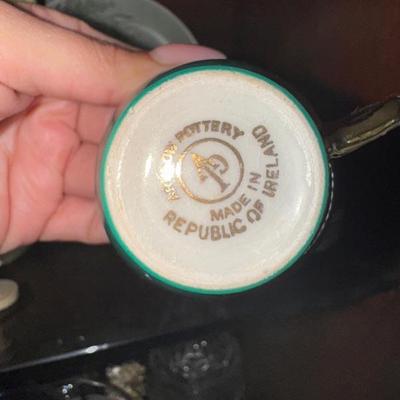 POTTERY
MADE IN
REPUBLIC OF IRELAND